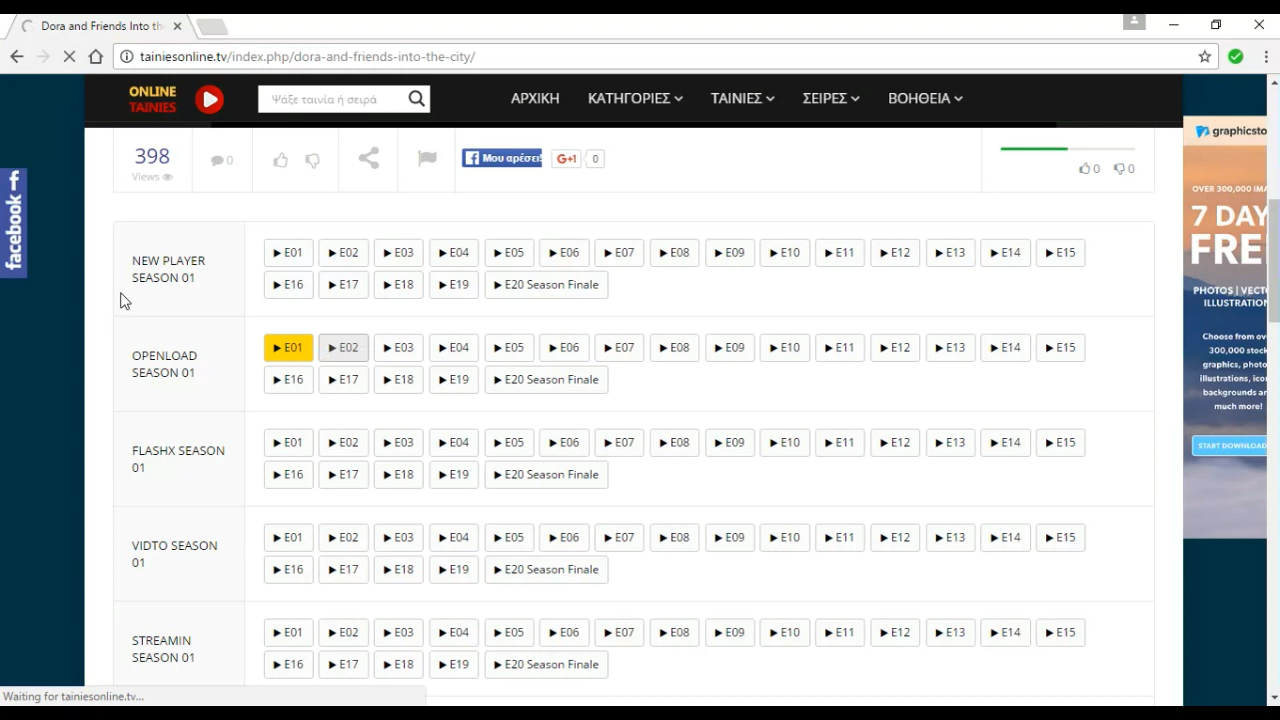 Dora and Friends Into th
tainiesonline.tv/index.php/dora-and-friends-into-the-city/
ONLINE
TAINIES
Ψάξε ταινία ή σειρά
ΑΡΧΙΚΗ ΚΑΤΗΓΟΡΙΕΣ ΤΑΙΝΙΕΣ ΣΕΙΡΕΣ ΒΟΗΘΕΙΑ
398
Views
0
Μου αρέσει!
G+1 0
0 0
facebook
NEW PLAYER
SEASON 01
E01 E02 E03 E04 E05 E06 E07 E08 E09 E10 E11 E12 E13 E14 E15
E16 E17 E18 E19 E20 Season Finale
OPENLOAD
SEASON 01
E01 E02 E03 E04 E05 E06 E07 E08 E09 E10 E11 E12 E13 E14 E15
E16 E17 E18 E19 E20 Season Finale
FLASHX SEASON
01
E01 E02 E03 E04 E05 E06 E07 E08 E09 E10 E11 E12 E13 E14 E15
E16 E17 E18 E19 E20 Season Finale
VIDTO SEASON
01
E01 E02 E03 E04 E05 E06 E07 E08 E09 E10 E11 E12 E13 E14 E15
E16 E17 E18 E19 E20 Season Finale
STREAMIN
SEASON 01
E01 E02 E03 E04 E05 E06 E07 E08 E09 E10 E11 E12 E13 E14 E15
E16 E17 E18 E19 E20 Season Finale
graphicsto
OVER 300,000 IMA
7 DAY
FRE
PHOTOS | VECT
ILLUSTRATION
Choose from ove
300,000 stock
graphics, photo
illustrations, icon
backgrounds an
much more!
START DOWNLOAD
Waiting for tainiesonline.tv...